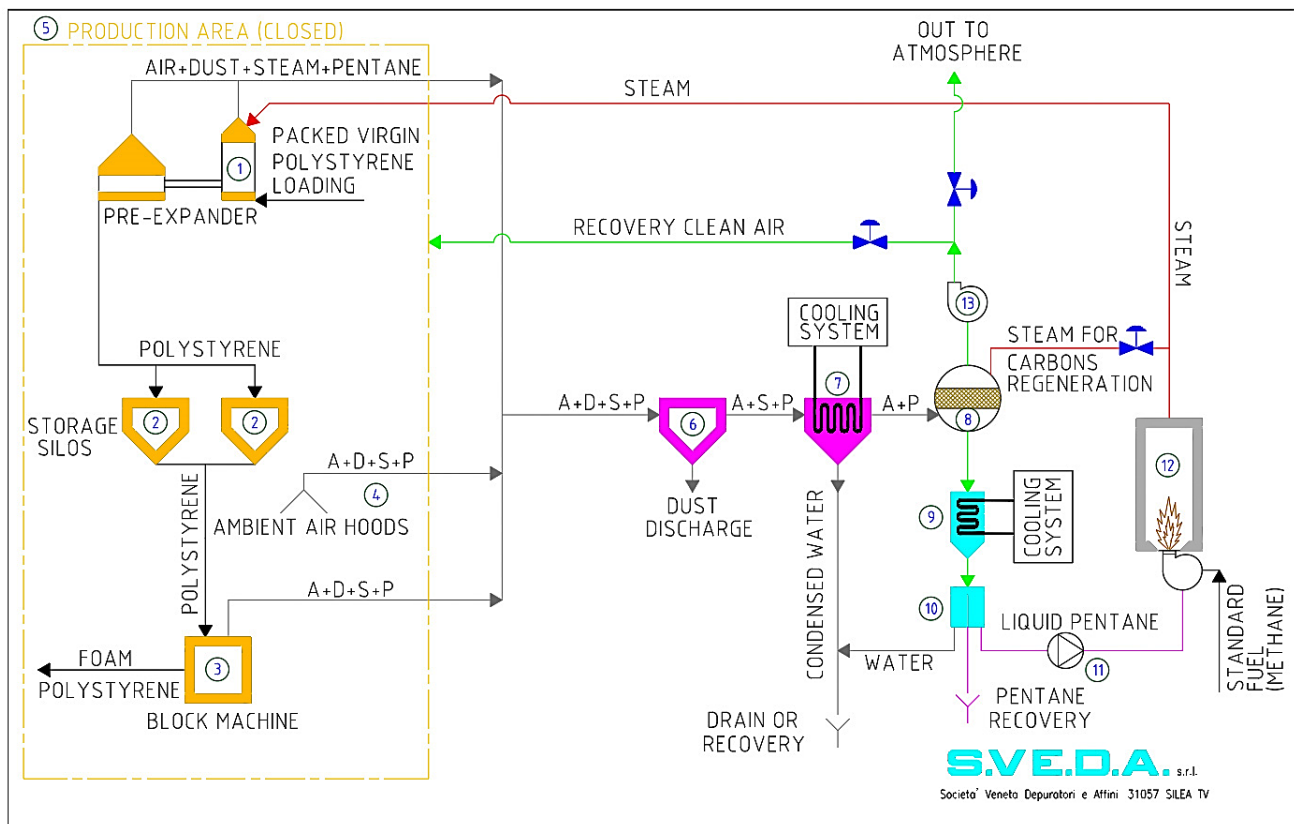 5 PRODUCTION AREA (CLOSED)
AIR+DUST+STEAM+PENTANE
OUT TO
ATMOSPHERE
STEAM
PACKED VIRGIN
POLYSTYRENE
LOADING
1
PRE-EXPANDER
RECOVERY CLEAN AIR
STEAM
13
COOLING
SYSTEM
STEAM FOR
CARBONS
REGENERATION
POLYSTYRENE
7
A+D+S+P
A+S+P
A+P
2
2
6
8
STORAGE
SILOS
12
A+D+S+P
4
AMBIENT AIR HOODS
DUST
DISCHARGE
9
COOLING
SYSTEM
POLYSTYRENE
CONDENSED WATER
A+D+S+P
10
LIQUID PENTANE
WATER
11
STANDARD
FUEL
(METHANE)
FOAM
POLYSTYRENE
3
BLOCK MACHINE
DRAIN OR
RECOVERY
PENTANE
RECOVERY
S.VE.D.A. s.r.l.
Societa' Veneta Depuratori e Affini 31057 SILEA TV